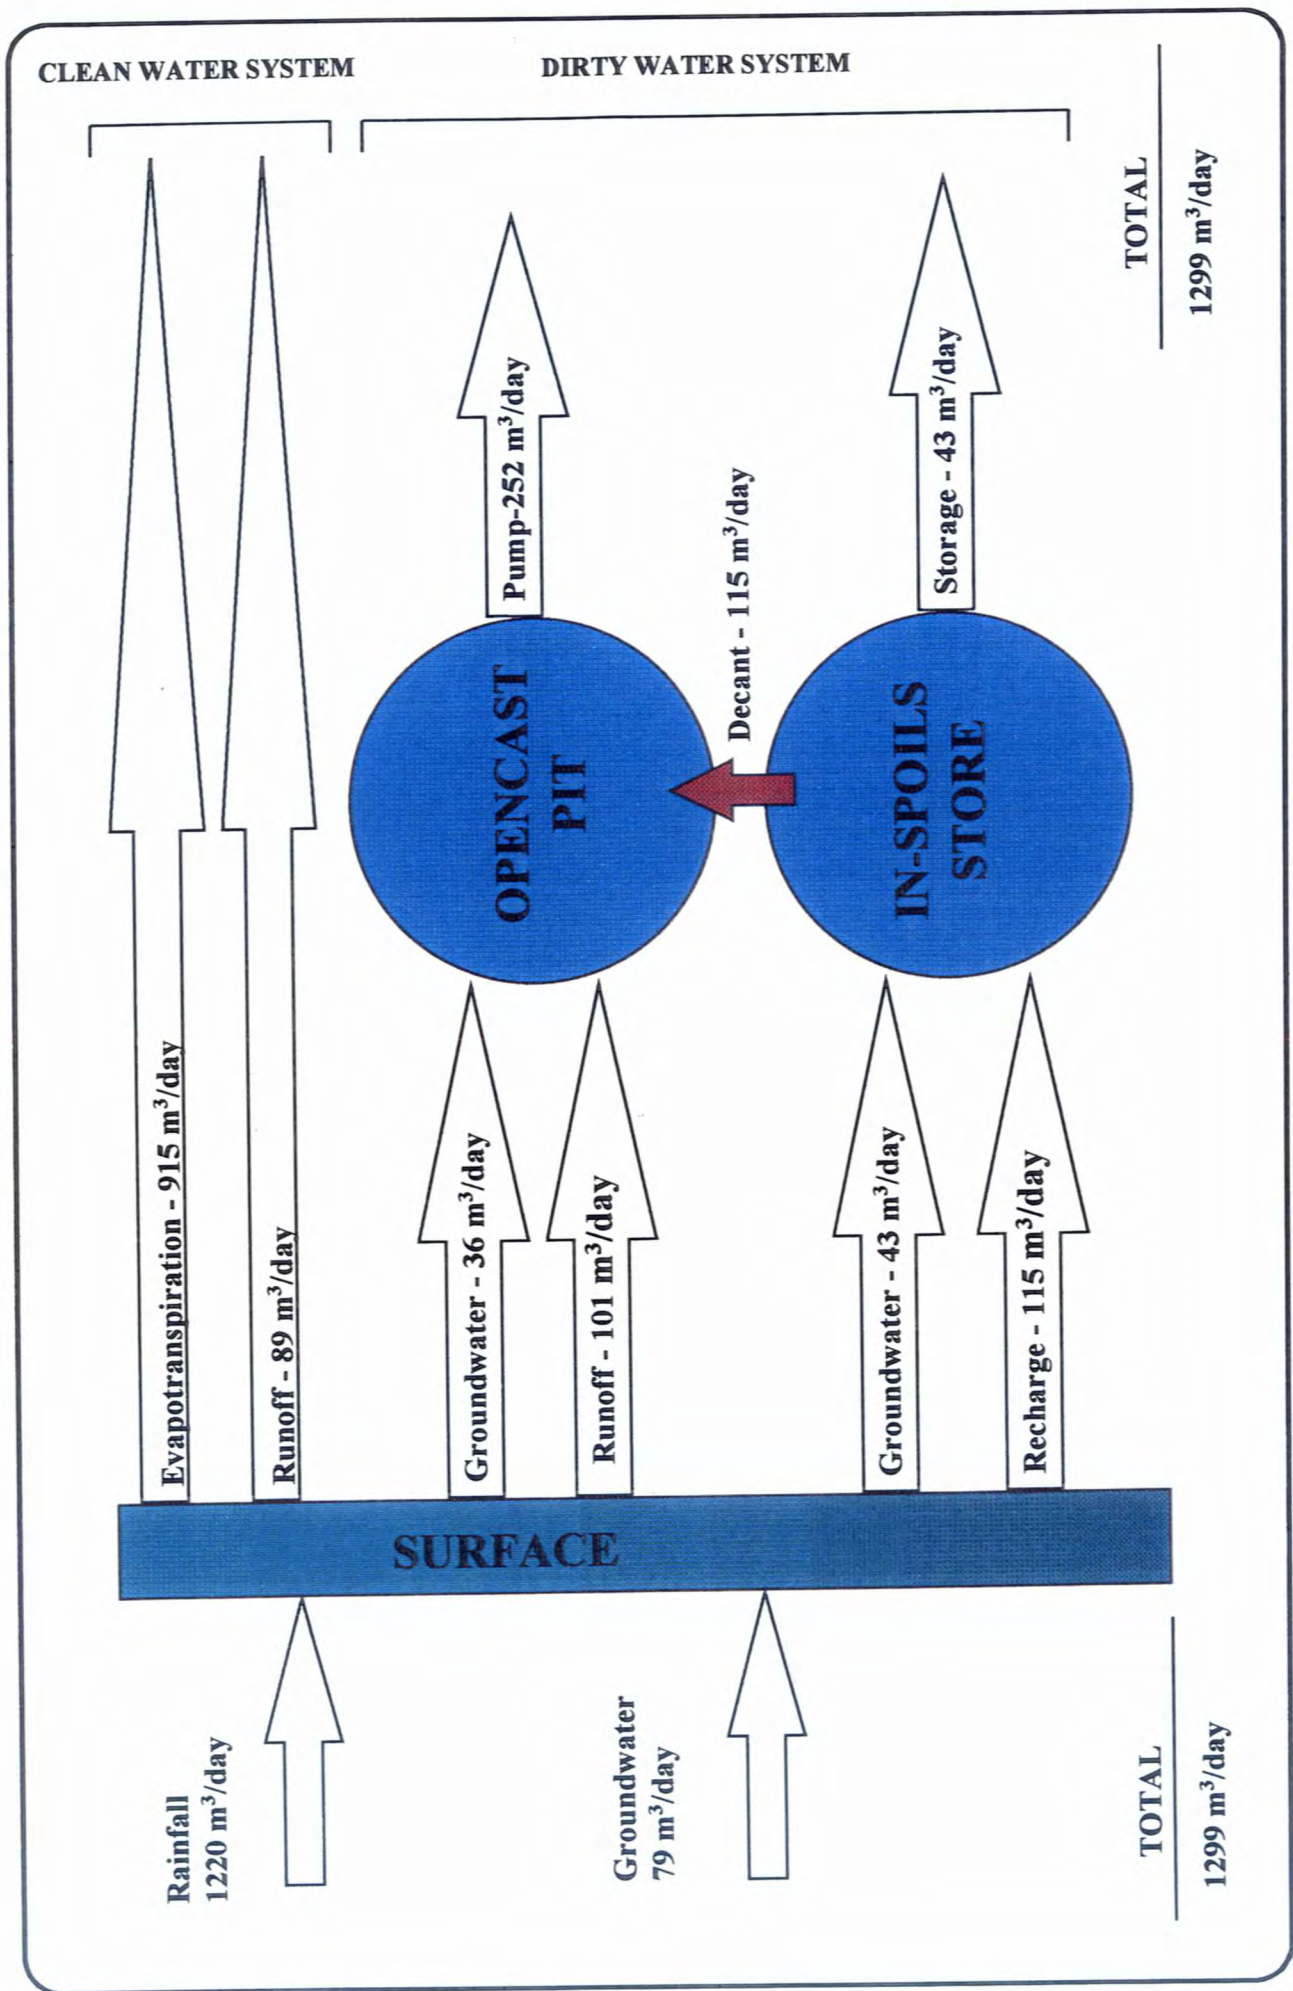 CLEAN WATER SYSTEM
DIRTY WATER SYSTEM
Evapotranspiration - 915 m³/day
Runoff - 89 m³/day
Pump-252 m³/day
OPENCAST
PIT
Groundwater - 36 m³/day
Runoff - 101 m³/day
Decant - 115 m³/day
Storage - 43 m³/day
IN-SPOILS
STORE
Groundwater - 43 m³/day
Recharge - 115 m³/day
TOTAL
1299 m³/day
SURFACE
Rainfall
1220 m³/day
Groundwater
79 m³/day
TOTAL
1299 m³/day